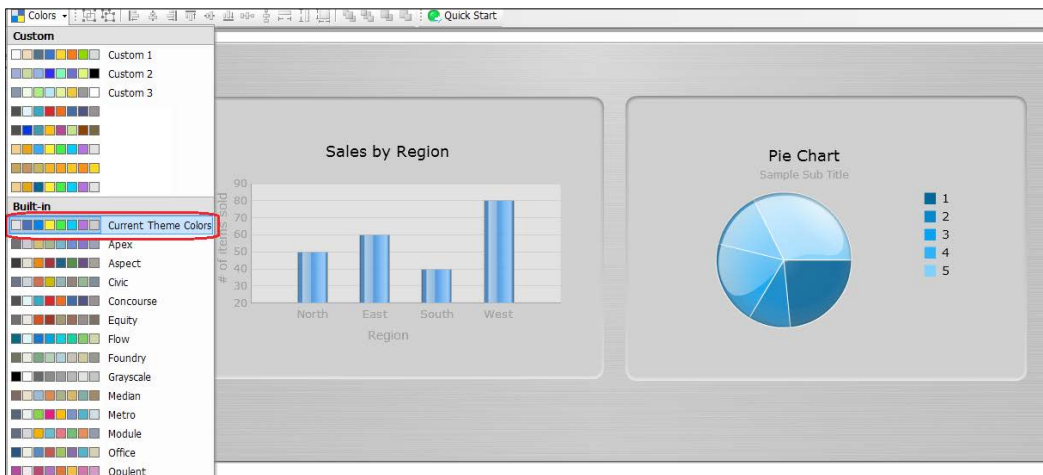 Colors
Quick Start
Custom
Custom 1
Custom 2
Custom 3
Built-in
Current Theme Colors
Apex
Aspect
Civic
Concourse
Equity
Flow
Foundry
Grayscale
Median
Metro
Module
Office
Opulent
Sales by Region
90
80
70
60
50
40
30
20
# of items sold
North East South West
Region
Pie Chart
Sample Sub Title
1
2
3
4
5